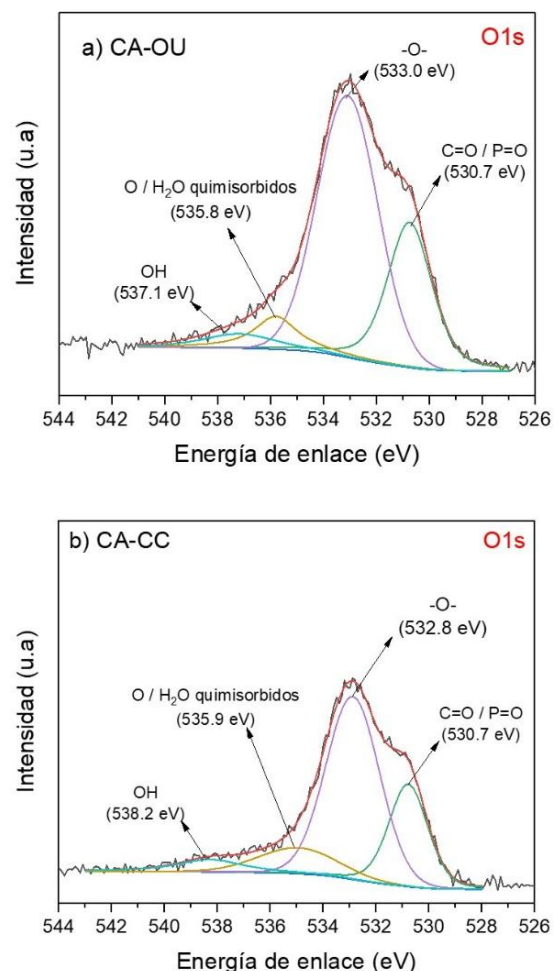 a) CA-OU
O1s
-O-
(533.0 eV)
C=O / P=O
(530.7 eV)
O / H₂O quimisorbidos
(535.8 eV)
OH
(537.1 eV)
Intensidad (u.a)
544 542 540 538 536 534 532 530 528 526
Energía de enlace (eV)
b) CA-CC
O1s
-O-
(532.8 eV)
O / H₂O quimisorbidos
(535.9 eV)
C=O / P=O
(530.7 eV)
OH
(538.2 eV)
Intensidad (u.a)
544 542 540 538 536 534 532 530 528 526
Energía de enlace (eV)